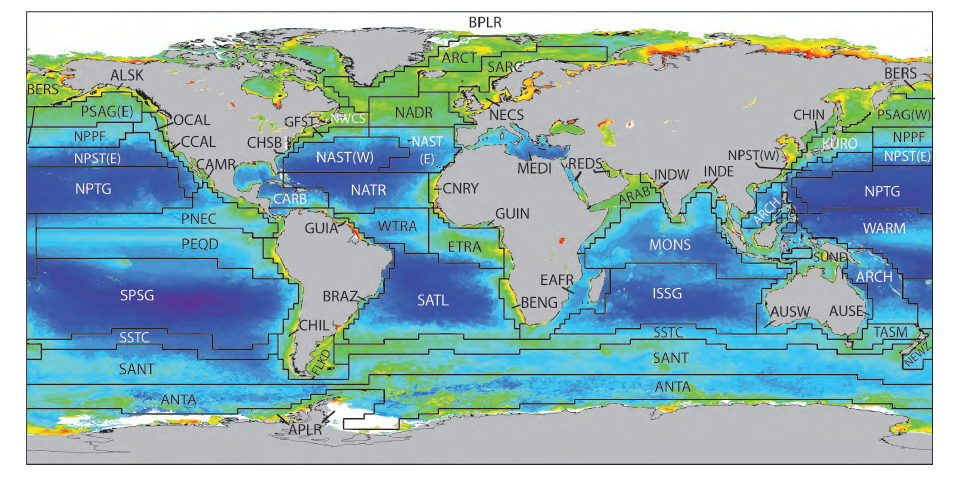 BPLR
ARCT
SARC
ALSK
BERS
BERS
PSAG(E)
OCAL
GFST
NWCS
NADR
NECS
CHIN
PSAG(W)
NPPF
CCAL
CHSB
NAST
(E)
KURO
NPPF
NPST(E)
CAMR
NAST(W)
MEDI
REDS
INDW
INDE
NPST(W)
NPST(E)
NPTG
CARB
NATR
CNRY
ARAB
ARCH
NPTG
PNEC
GUIA
WTRA
GUIN
WARM
PEQD
ETRA
MONS
SUND
SPSG
BRAZ
SATL
BENG
EAFR
ISSG
ARCH
AUSW
AUSE
SSTC
CHIL
SSTC
TASM
SANT
FLKD
SANT
NEWZ
ANTA
ANTA
APLR